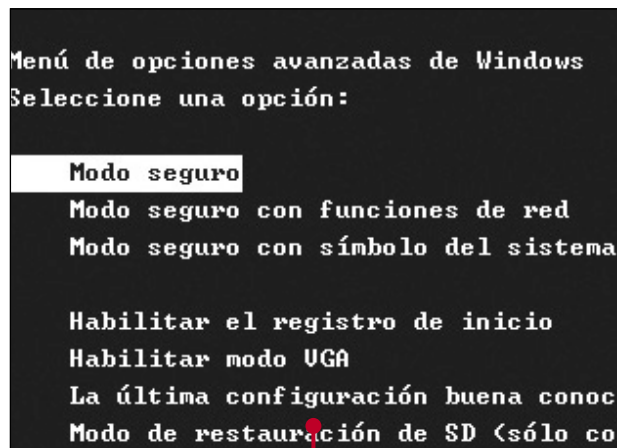 Menú de opciones avanzadas de Windows
Seleccione una opción:
Modo seguro
Modo seguro con funciones de red
Modo seguro con símbolo del sistema
Habilitar el registro de inicio
Habilitar modo VGA
La última configuración buena conoc
Modo de restauración de SD (sólo co